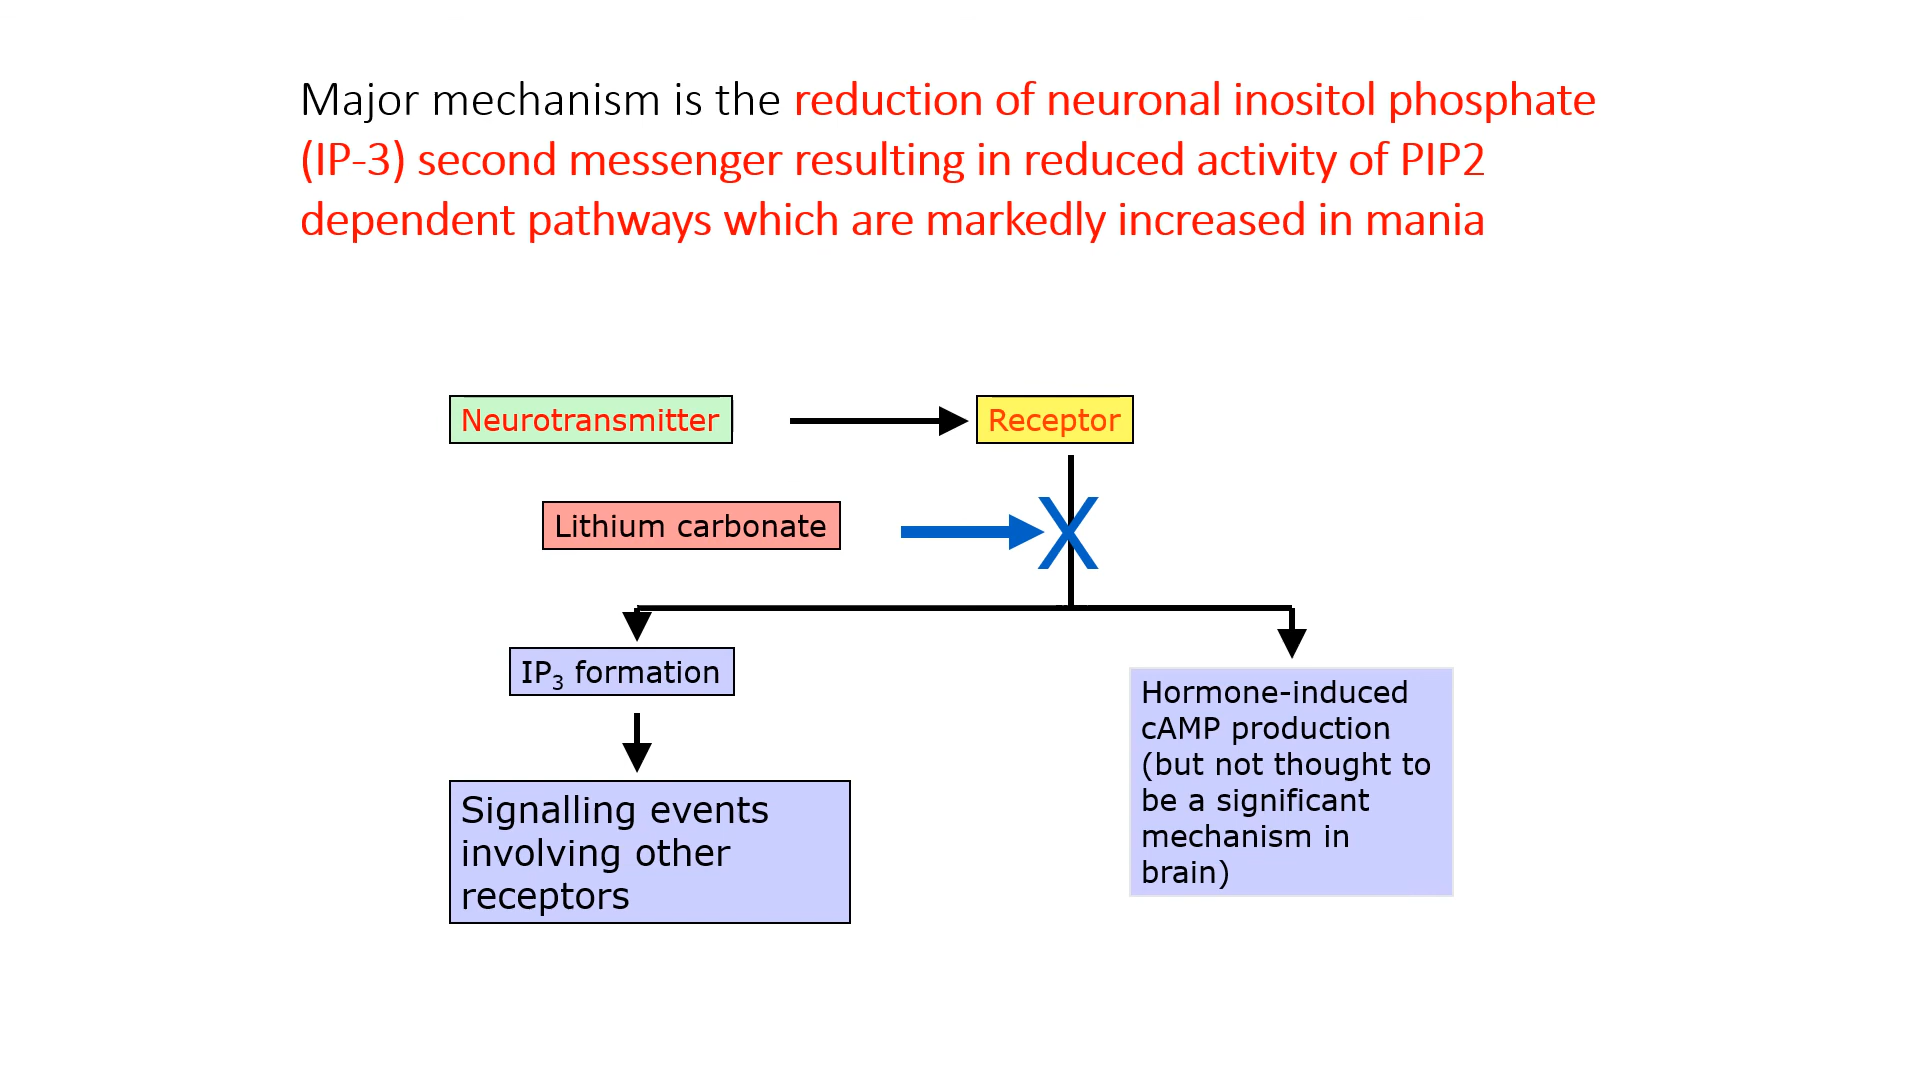 Major mechanism is the reduction of neuronal inositol phosphate
(IP-3) second messenger resulting in reduced activity of PIP2
dependent pathways which are markedly increased in mania
Neurotransmitter
Receptor
Lithium carbonate
X
IP3 formation
Signalling events
involving other
receptors
Hormone-induced
cAMP production
(but not thought to
be a significant
mechanism in
brain)